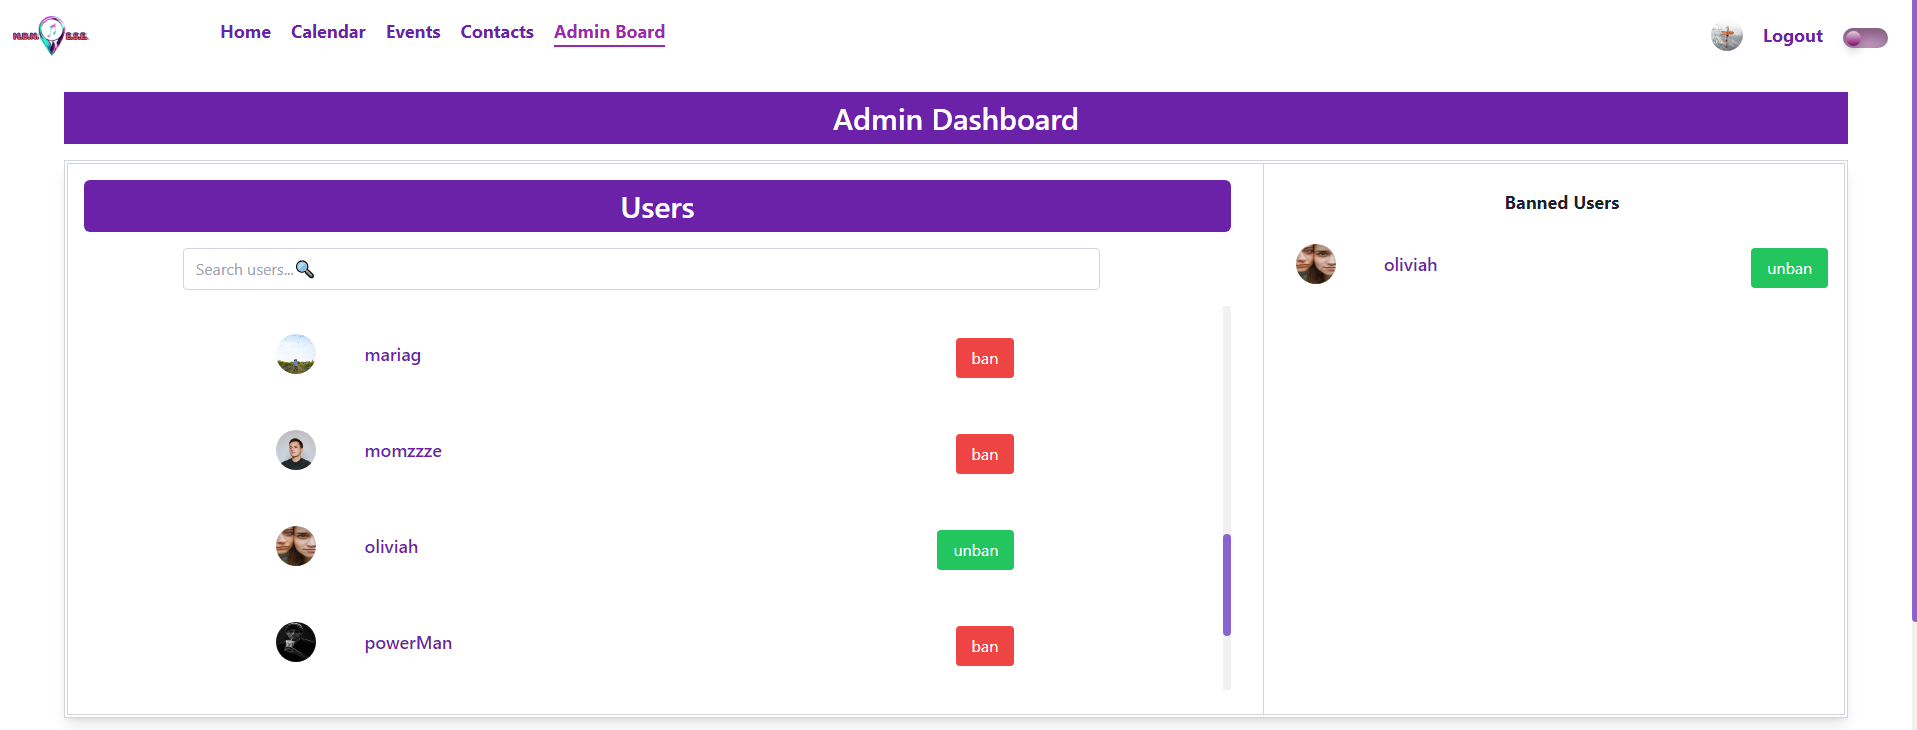 Home Calendar Events Contacts Admin Board Logout
Admin Dashboard
Users
Search users...🔍
mariag ban
momzzze ban
oliviah unban
powerMan ban
Banned Users
oliviah unban